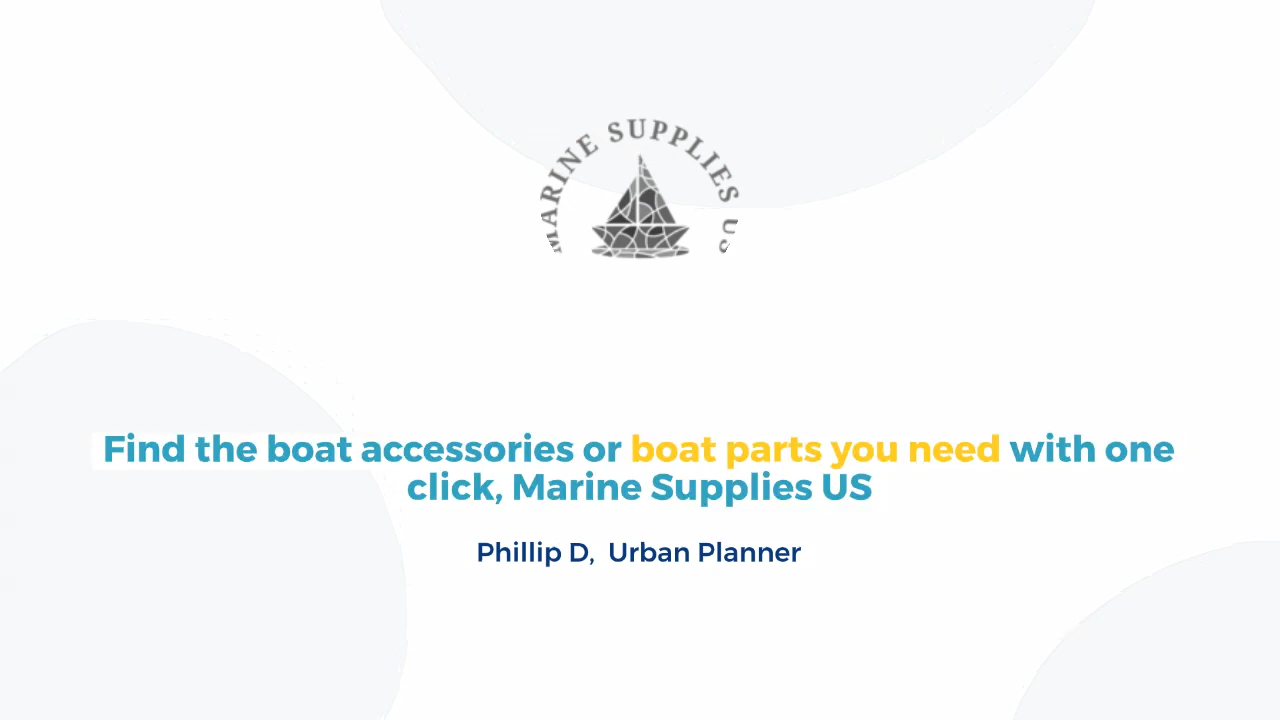 MARINE SUPPLIES US
Find the boat accessories or boat parts you need with one
click, Marine Supplies US
Phillip D, Urban Planner